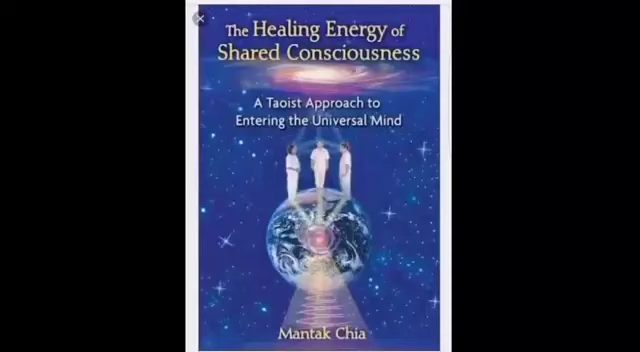 The Healing Energy of
Shared Consciousness
A Taoist Approach to
Entering the Universal Mind
Mantak Chia